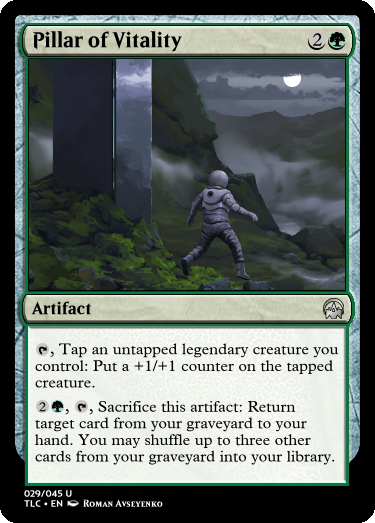 Pillar of Vitality 2
Artifact
, Tap an untapped legendary creature you
control: Put a +1/+1 counter on the tapped
creature.
2 , , Sacrifice this artifact: Return
target card from your graveyard to your
hand. You may shuffle up to three other
cards from your graveyard into your library.
029/045 U
TLC • EN Roman Avseyenko